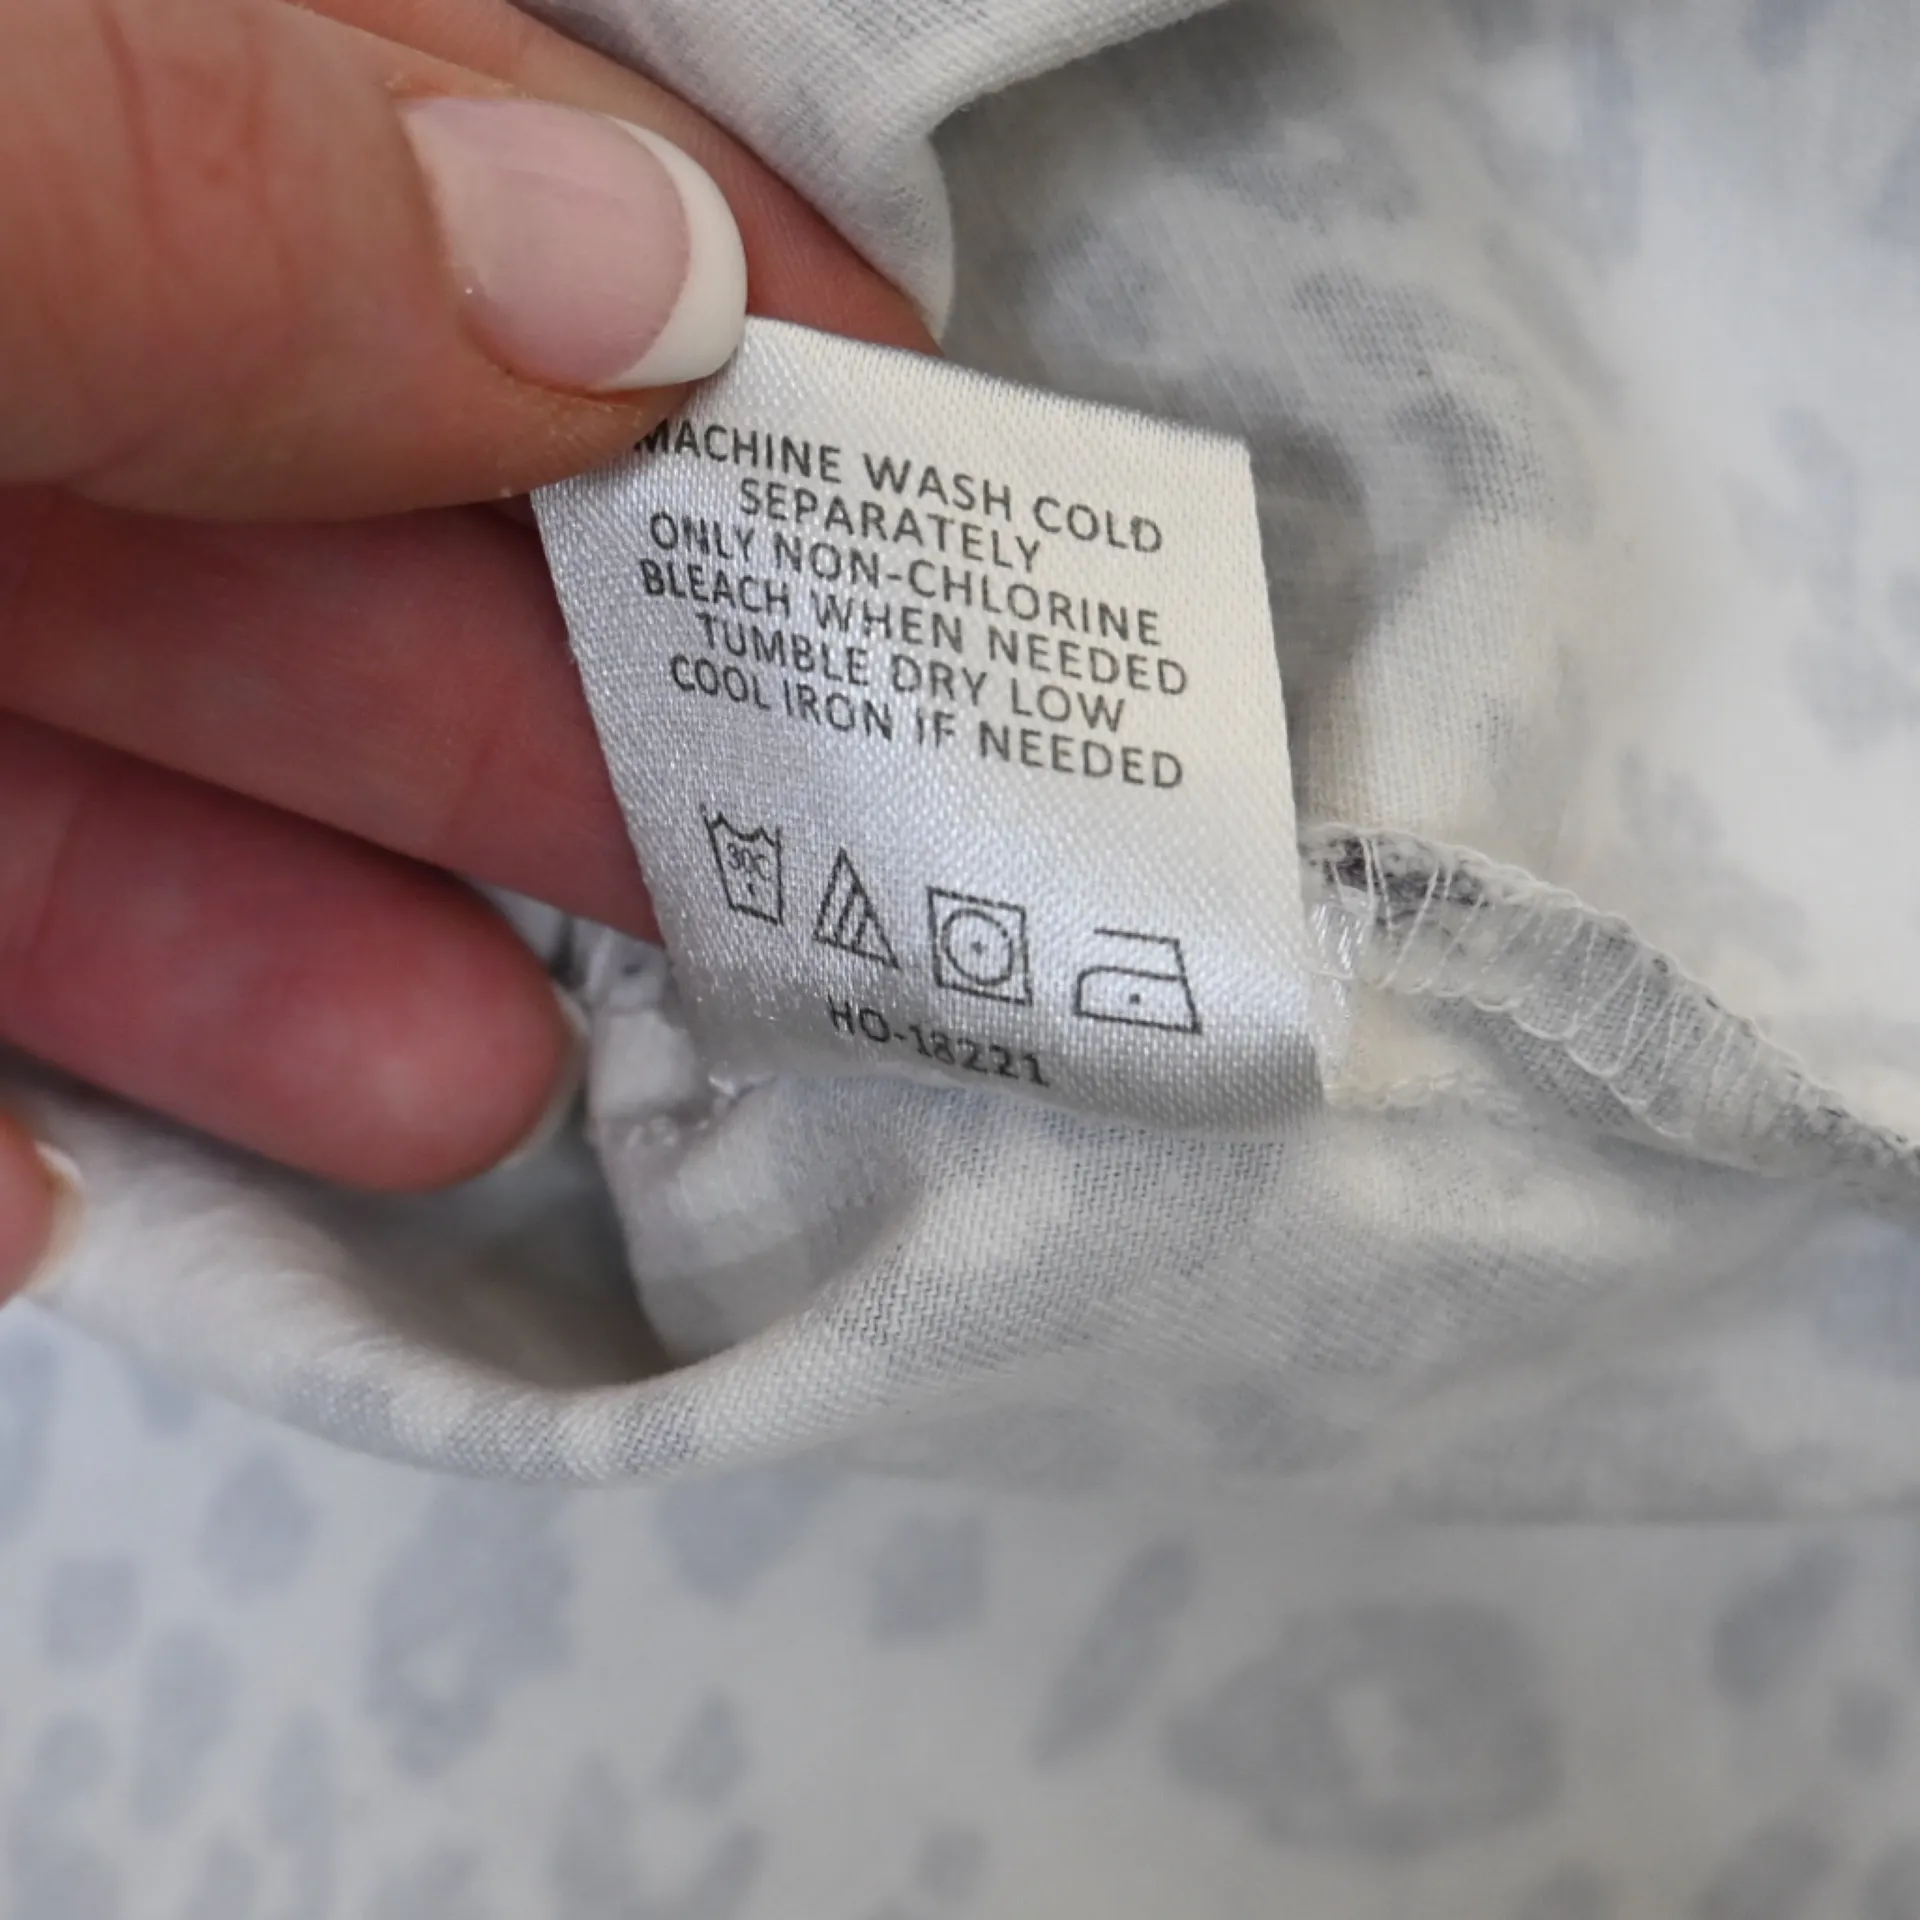 MACHINE WASH COLD
SEPARATELY
ONLY NON-CHLORINE
BLEACH WHEN NEEDED
TUMBLE DRY LOW
COOL IRON IF NEEDED
30C
HO-18221